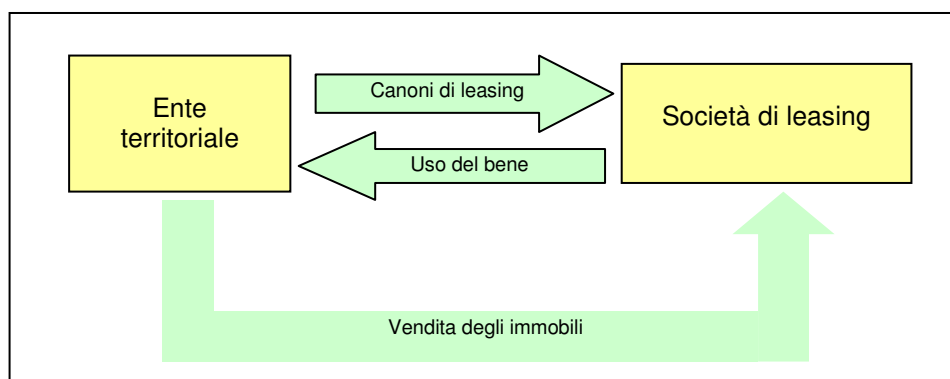 Ente
territoriale
Canoni di leasing
Società di leasing
Uso del bene
Vendita degli immobili